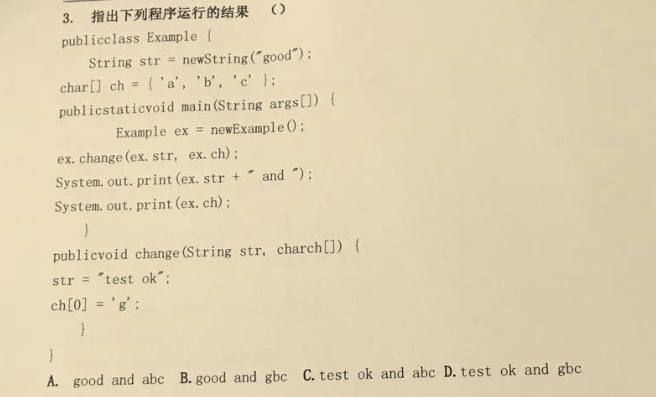 3. 指出下列程序运行的结果 （）
publicclass Example {
String str = newString("good");
char[] ch = { 'a', 'b', 'c' };
publicstaticvoid main(String args[]) {
Example ex = newExample();
ex.change(ex.str, ex.ch);
System.out.print(ex.str + " and ");
System.out.print(ex.ch);
}
publicvoid change(String str, charch[]) {
str = "test ok";
ch[0] = 'g';
}
}
A. good and abc B. good and gbc C. test ok and abc D. test ok and gbc